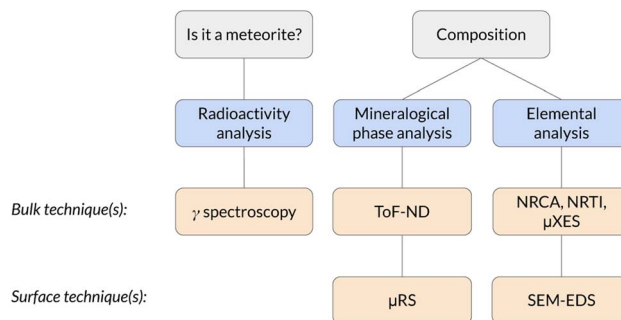 Is it a meteorite?
Composition
Radioactivity
analysis
Mineralogical
phase analysis
Elemental
analysis
Bulk technique(s):
γ spectroscopy
ToF-ND
NRCA, NRTI,
µXES
Surface technique(s):
µRS
SEM-EDS